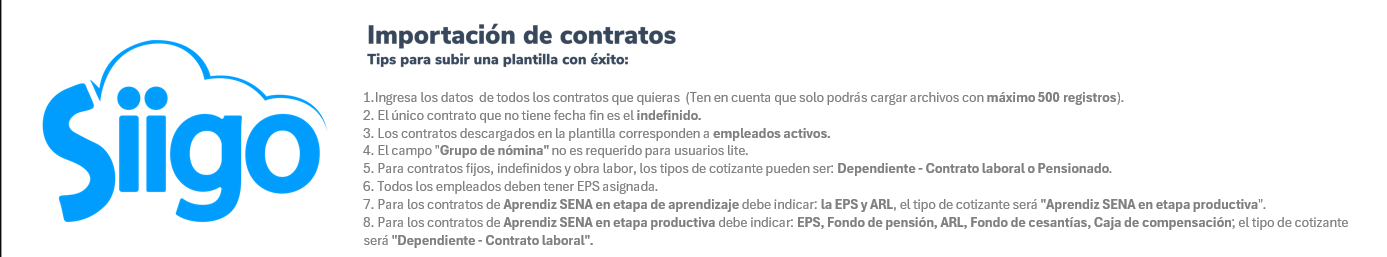 Siigo
Importación de contratos
Tips para subir una plantilla con éxito:
1.Ingresa los datos de todos los contratos que quieras (Ten en cuenta que solo podrás cargar archivos con máximo 500 registros).
2. El único contrato que no tiene fecha fin es el indefinido.
3. Los contratos descargados en la plantilla corresponden a empleados activos.
4. El campo "Grupo de nómina" no es requerido para usuarios lite.
5. Para contratos fijos, indefinidos y obra labor, los tipos de cotizante pueden ser: Dependiente - Contrato laboral o Pensionado.
6. Todos los empleados deben tener EPS asignada.
7. Para los contratos de Aprendiz SENA en etapa de aprendizaje debe indicar: la EPS y ARL, el tipo de cotizante será "Aprendiz SENA en etapa productiva".
8. Para los contratos de Aprendiz SENA en etapa productiva debe indicar: EPS, Fondo de pensión, ARL, Fondo de cesantías, Caja de compensación; el tipo de cotizante
será "Dependiente - Contrato laboral".